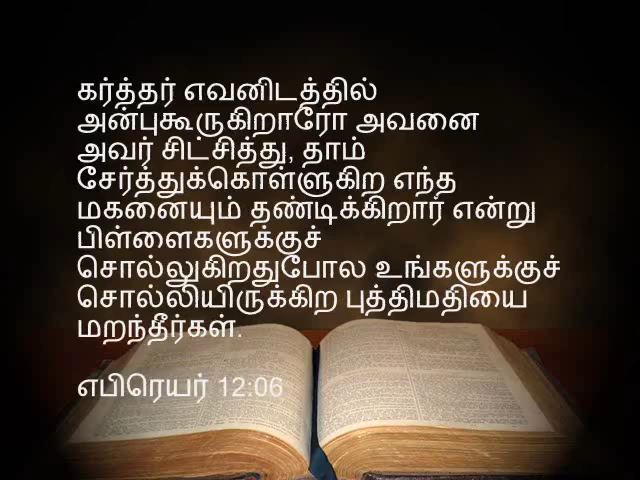 கர்த்தர் எவனிடத்தில்
அன்புகூருகிறாரோ அவனை
அவர் சிட்சித்து, தாம்
சேர்த்துக்கொள்ளுகிற எந்த
மகனையும் தண்டிக்கிறார் என்று
பிள்ளைகளுக்குச்
சொல்லுகிறதுபோல உங்களுக்குச்
சொல்லியிருக்கிற புத்திமதியை
மறந்தீர்கள்.
எபிரெயர் 12:06